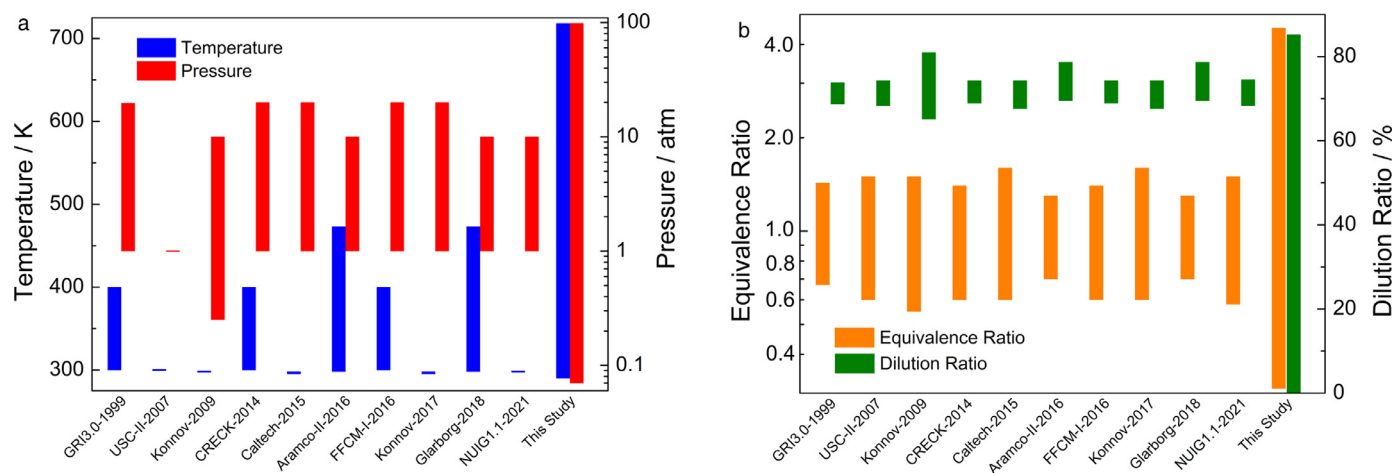 a
Temperature
Pressure
Temperature / K
700
600
500
400
300
Pressure / atm
100
10
1
0.1
GRI3.0-1999
USC-II-2007
Konnov-2009
CRECK-2014
Caltech-2015
Aramco-II-2016
FFCM-I-2016
Konnov-2017
Glarborg-2018
NUIG1.1-2021
This Study
b
Equivalence Ratio
4.0
2.0
1.0
0.8
0.6
0.4
Equivalence Ratio
Dilution Ratio
Dilution Ratio / %
80
60
40
20
0
GRI3.0-1999
USC-II-2007
Konnov-2009
CRECK-2014
Caltech-2015
Aramco-II-2016
FFCM-I-2016
Konnov-2017
Glarborg-2018
NUIG1.1-2021
This Study